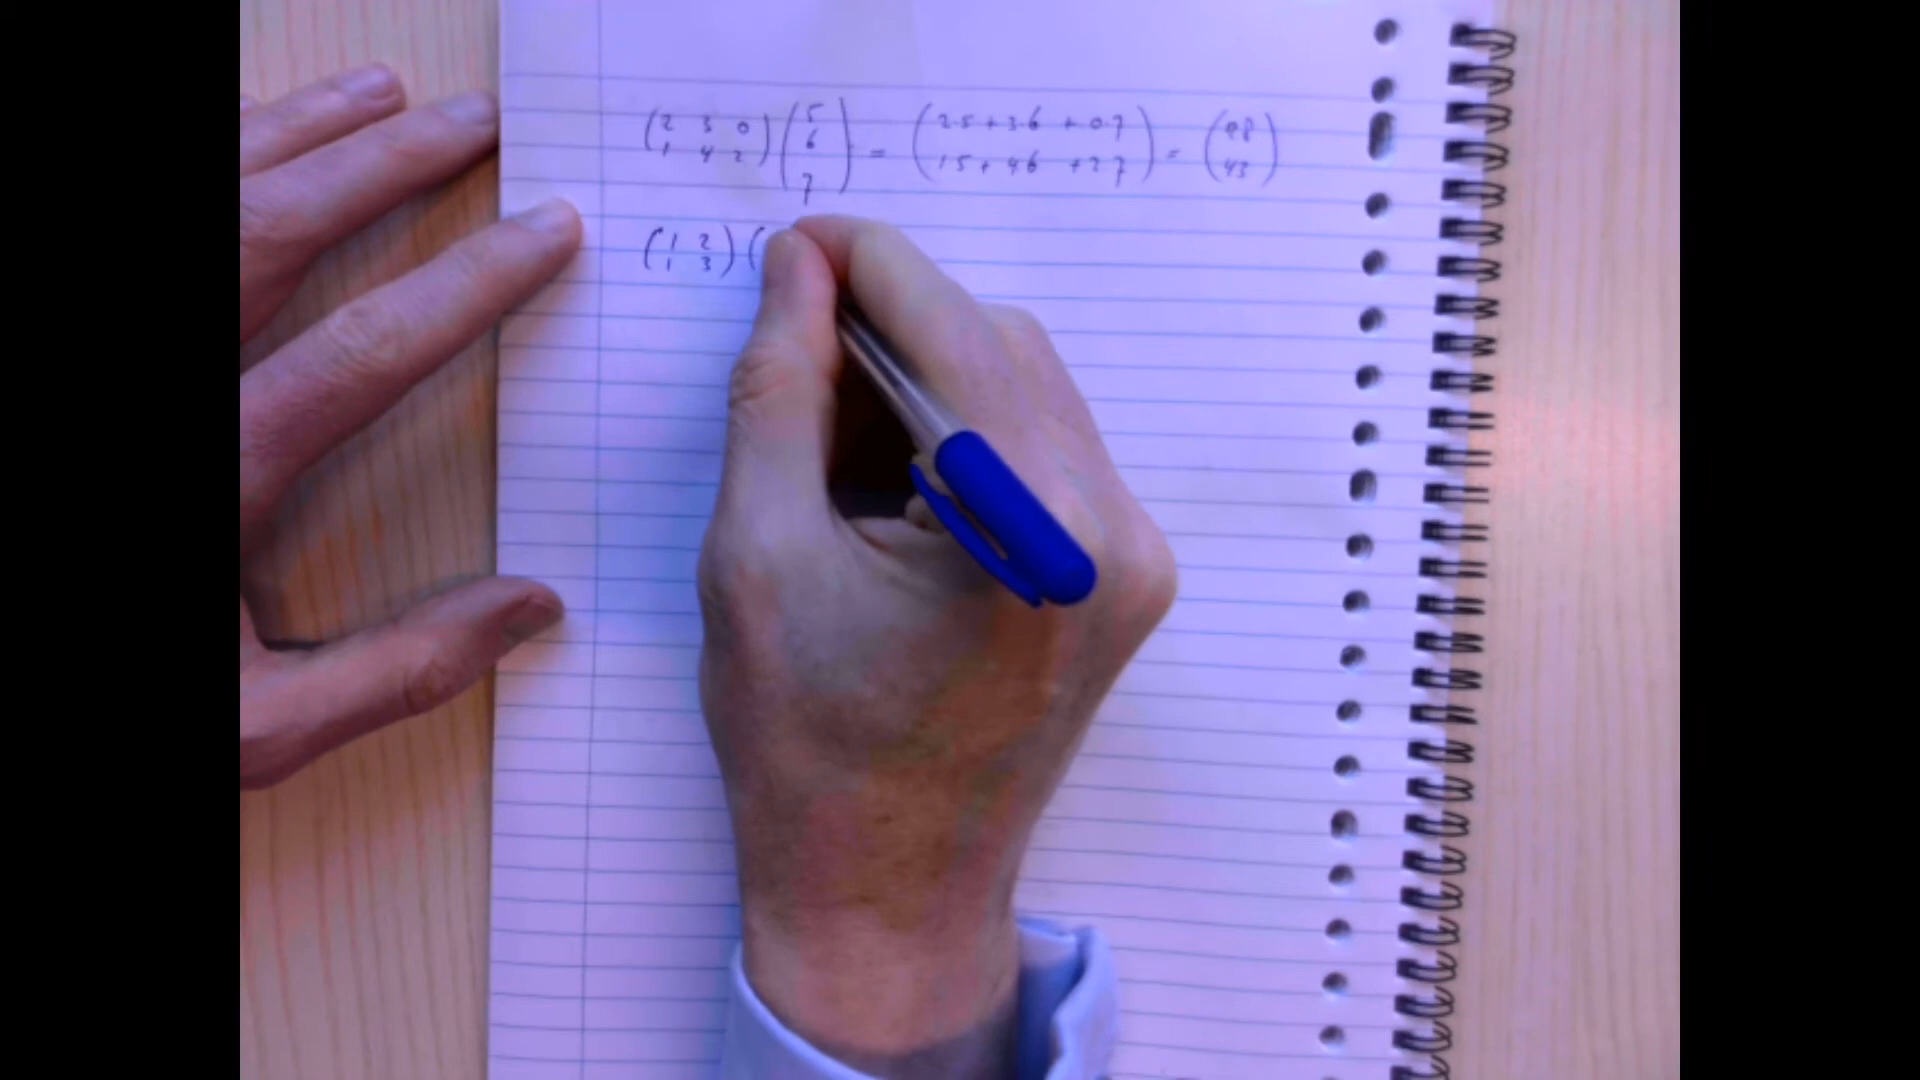 (2 3 0 / 1 4 2)(5 / 6 / 7) = (2·5 + 3·6 + 0·7 / 1·5 + 4·6 + 2·7) = (28 / 43)
(1 2 / 1 3)(